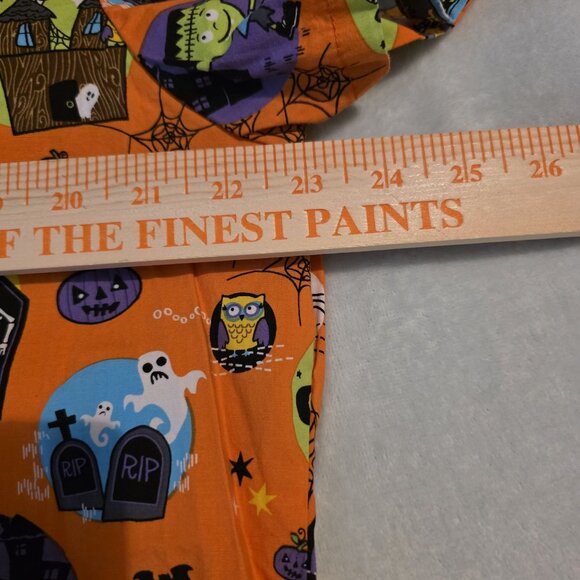 20 21 22 23 24 25 26
F THE FINEST PAINTS
RIP RIP